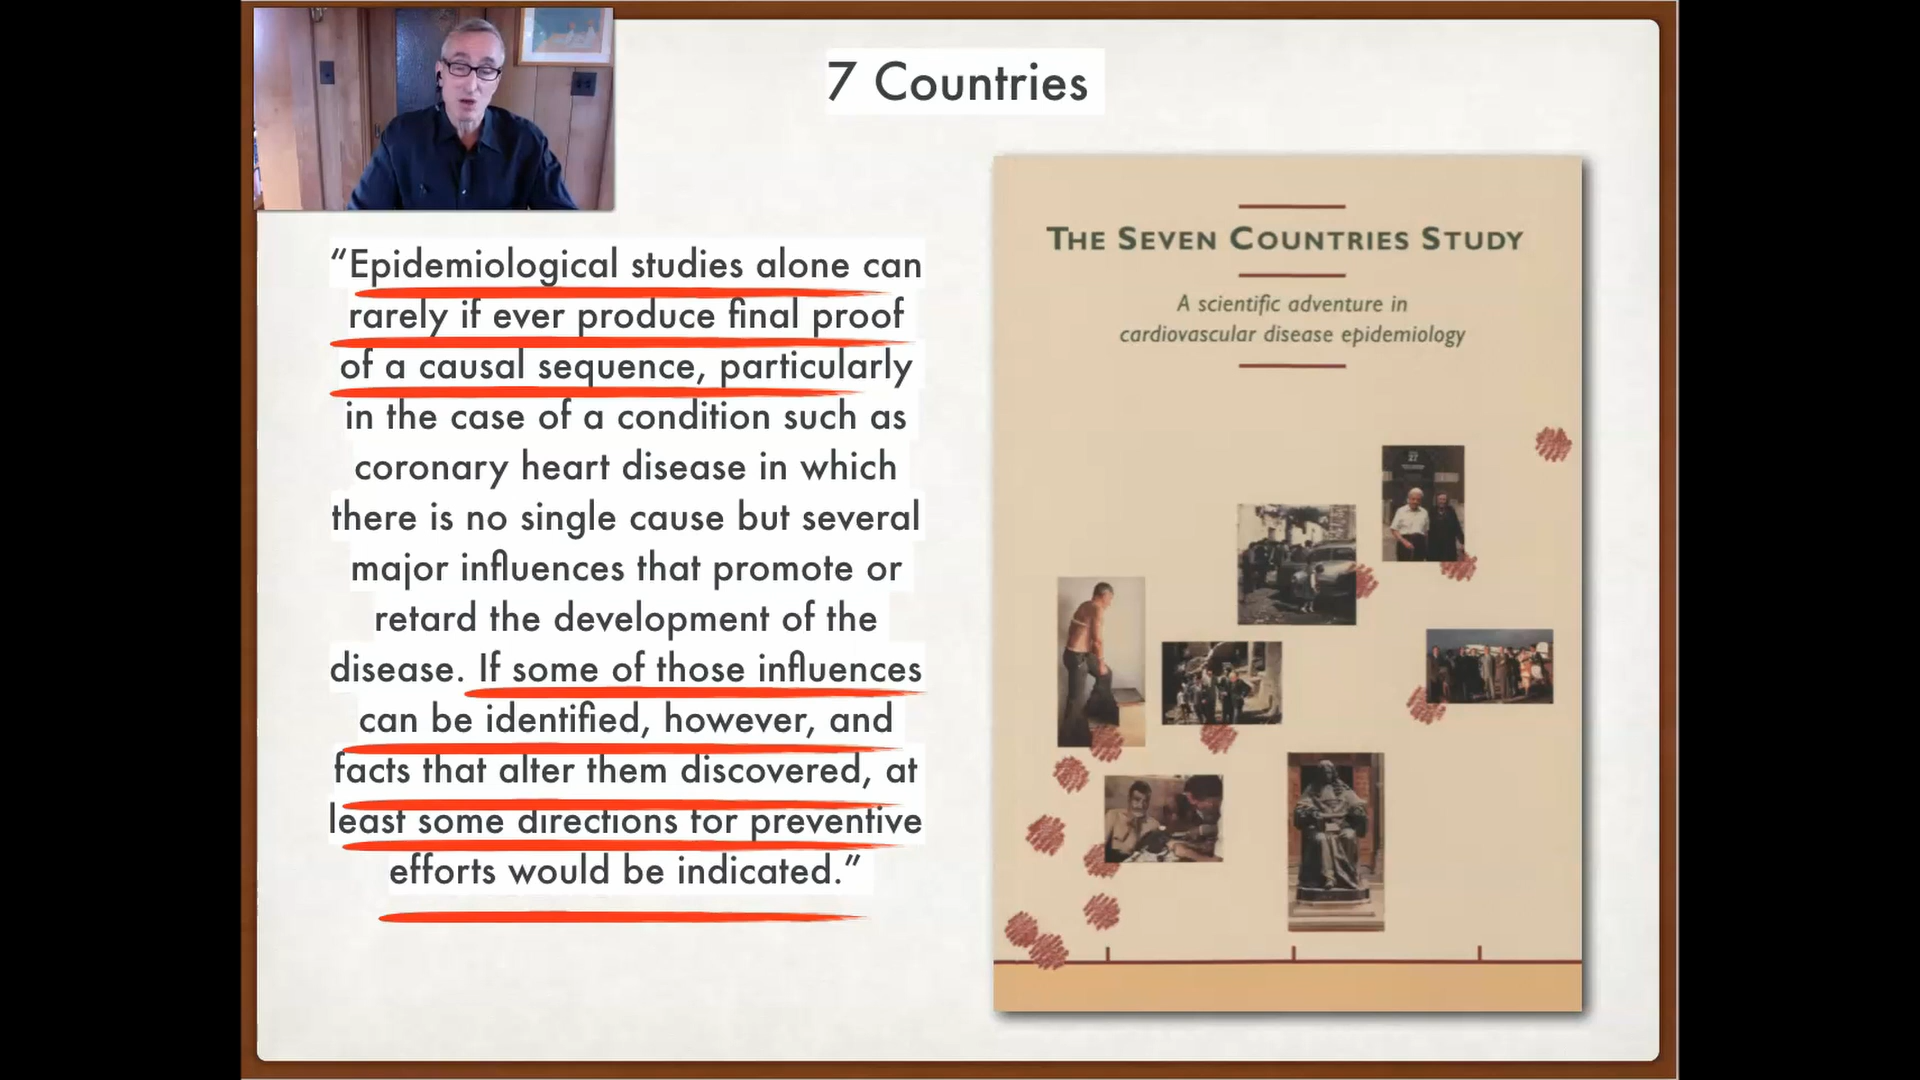 7 Countries
“Epidemiological studies alone can
rarely if ever produce final proof
of a causal sequence, particularly
in the case of a condition such as
coronary heart disease in which
there is no single cause but several
major influences that promote or
retard the development of the
disease. If some of those influences
can be identified, however, and
facts that alter them discovered, at
least some directions for preventive
efforts would be indicated.”
THE SEVEN COUNTRIES STUDY
A scientific adventure in
cardiovascular disease epidemiology
27